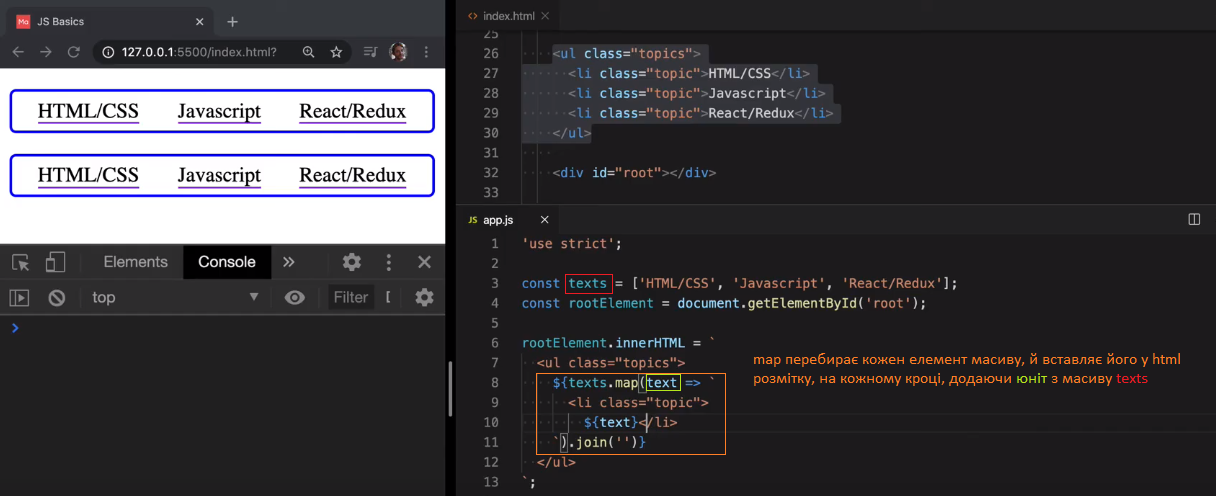 JS Basics
127.0.0.1:5500/index.html?
HTML/CSS Javascript React/Redux
HTML/CSS Javascript React/Redux
Elements Console »
top Filter
index.html
25
26 <ul class="topics">
27 <li class="topic">HTML/CSS</li>
28 <li class="topic">Javascript</li>
29 <li class="topic">React/Redux</li>
30 </ul>
31
32 <div id="root"></div>
33
JS app.js
1 'use strict';
2
3 const texts = ['HTML/CSS', 'Javascript', 'React/Redux'];
4 const rootElement = document.getElementById('root');
5
6 rootElement.innerHTML = `
7 <ul class="topics">
8 ${texts.map(text => `
9 <li class="topic">
10 ${text}</li>
11 `).join('')}
12 </ul>
13 `;
map перебирає кожен елемент масиву, й вставляє його у html
розмітку, на кожному кроці, додаючи юніт з масиву texts